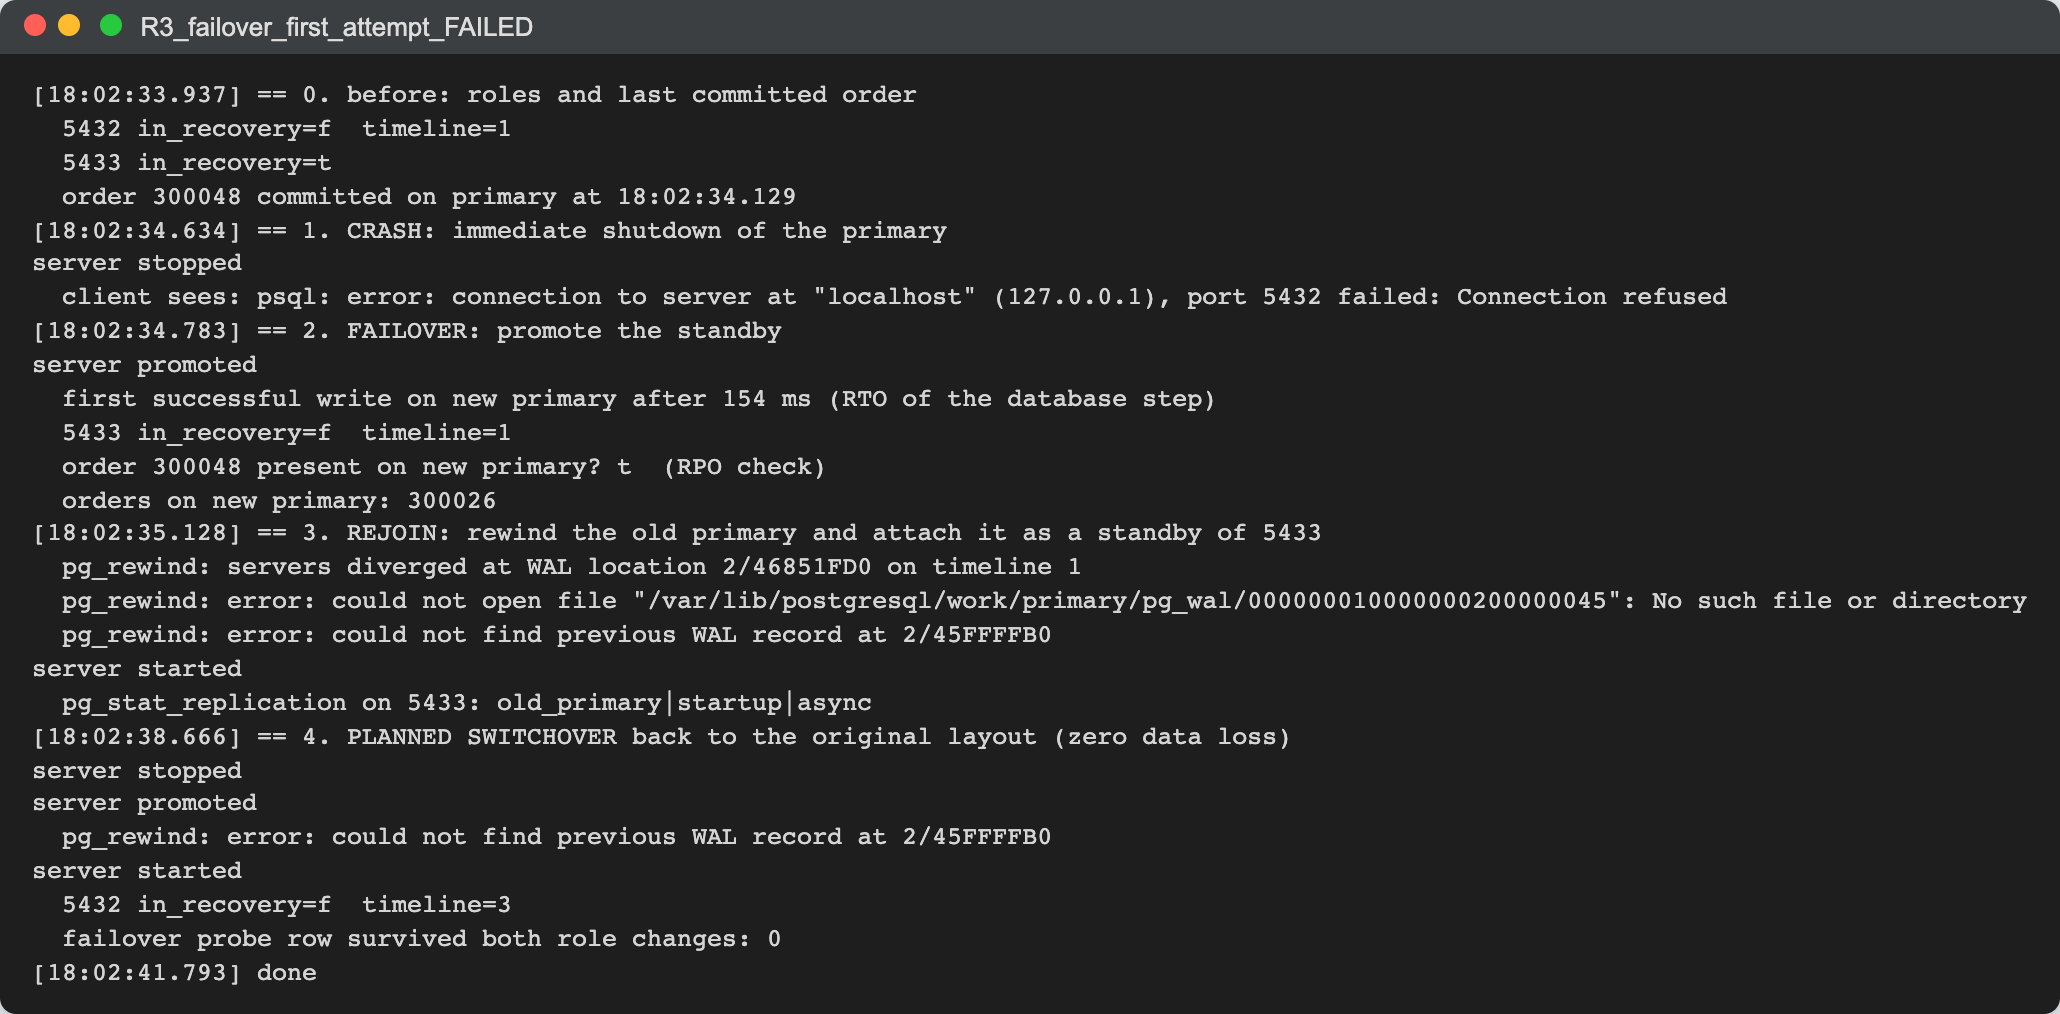 R3_failover_first_attempt_FAILED
[18:02:33.937] == 0. before: roles and last committed order
  5432 in_recovery=f  timeline=1
  5433 in_recovery=t
  order 300048 committed on primary at 18:02:34.129
[18:02:34.634] == 1. CRASH: immediate shutdown of the primary
server stopped
  client sees: psql: error: connection to server at "localhost" (127.0.0.1), port 5432 failed: Connection refused
[18:02:34.783] == 2. FAILOVER: promote the standby
server promoted
  first successful write on new primary after 154 ms (RTO of the database step)
  5433 in_recovery=f  timeline=1
  order 300048 present on new primary? t  (RPO check)
  orders on new primary: 300026
[18:02:35.128] == 3. REJOIN: rewind the old primary and attach it as a standby of 5433
  pg_rewind: servers diverged at WAL location 2/46851FD0 on timeline 1
  pg_rewind: error: could not open file "/var/lib/postgresql/work/primary/pg_wal/000000010000000200000045": No such file or directory
  pg_rewind: error: could not find previous WAL record at 2/45FFFFB0
server started
  pg_stat_replication on 5433: old_primary|startup|async
[18:02:38.666] == 4. PLANNED SWITCHOVER back to the original layout (zero data loss)
server stopped
server promoted
  pg_rewind: error: could not find previous WAL record at 2/45FFFFB0
server started
  5432 in_recovery=f  timeline=3
  failover probe row survived both role changes: 0
[18:02:41.793] done